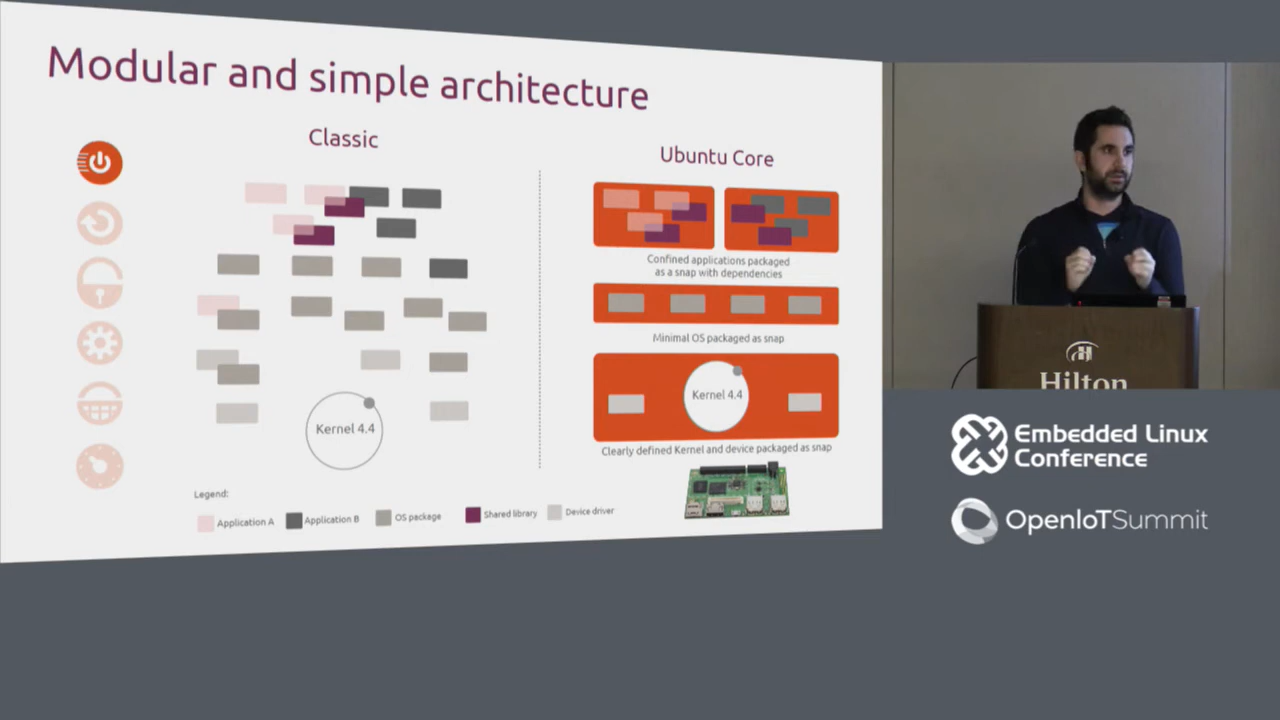 Modular and simple architecture
Classic
Ubuntu Core
Confined applications packaged
as a snap with dependencies
Minimal OS packaged as snap
Kernel 4.4
Kernel 4.4
Clearly defined Kernel and device packaged as snap
Legend:
Application A
Application B
OS package
Shared library
Device driver
Hilton
Embedded Linux
Conference
OpenIoTSummit